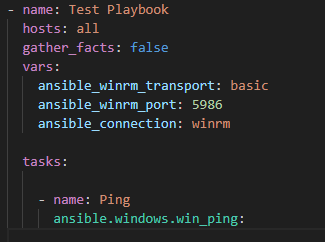 - name: Test Playbook
  hosts: all
  gather_facts: false
  vars:
    ansible_winrm_transport: basic
    ansible_winrm_port: 5986
    ansible_connection: winrm

  tasks:

    - name: Ping
      ansible.windows.win_ping: